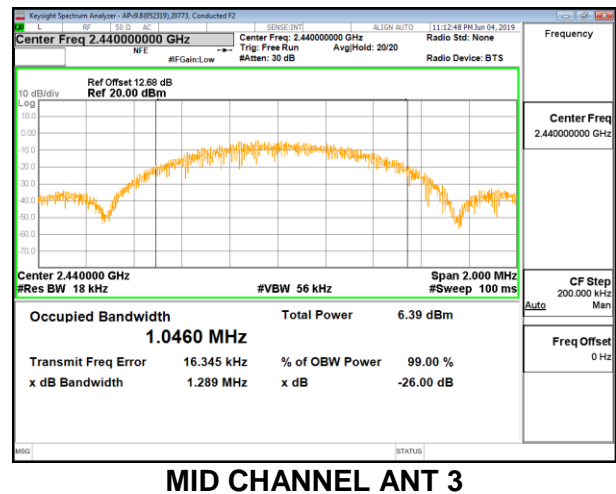 Keysight Spectrum Analyzer - APv9.8(052319),20773, Conducted F2
L RF 50 Ω AC SENSE:INT ALIGN AUTO 11:12:48 PM Jun 04, 2019
Center Freq 2.440000000 GHz Center Freq: 2.440000000 GHz Radio Std: None Frequency
NFE Trig: Free Run Avg|Hold: 20/20
#IFGain:Low #Atten: 30 dB Radio Device: BTS
Ref Offset 12.68 dB
10 dB/div Ref 20.00 dBm
Log
10.0
0.00
-10.0
-20.0
-30.0
-40.0
-50.0
-60.0
-70.0
Center Freq
2.440000000 GHz
Center 2.440000 GHz Span 2.000 MHz
#Res BW 18 kHz #VBW 56 kHz #Sweep 100 ms
CF Step
200.000 kHz
Auto Man
Occupied Bandwidth Total Power 6.39 dBm
1.0460 MHz
Freq Offset
0 Hz
Transmit Freq Error 16.345 kHz % of OBW Power 99.00 %
x dB Bandwidth 1.289 MHz x dB -26.00 dB
MSG STATUS
MID CHANNEL ANT 3